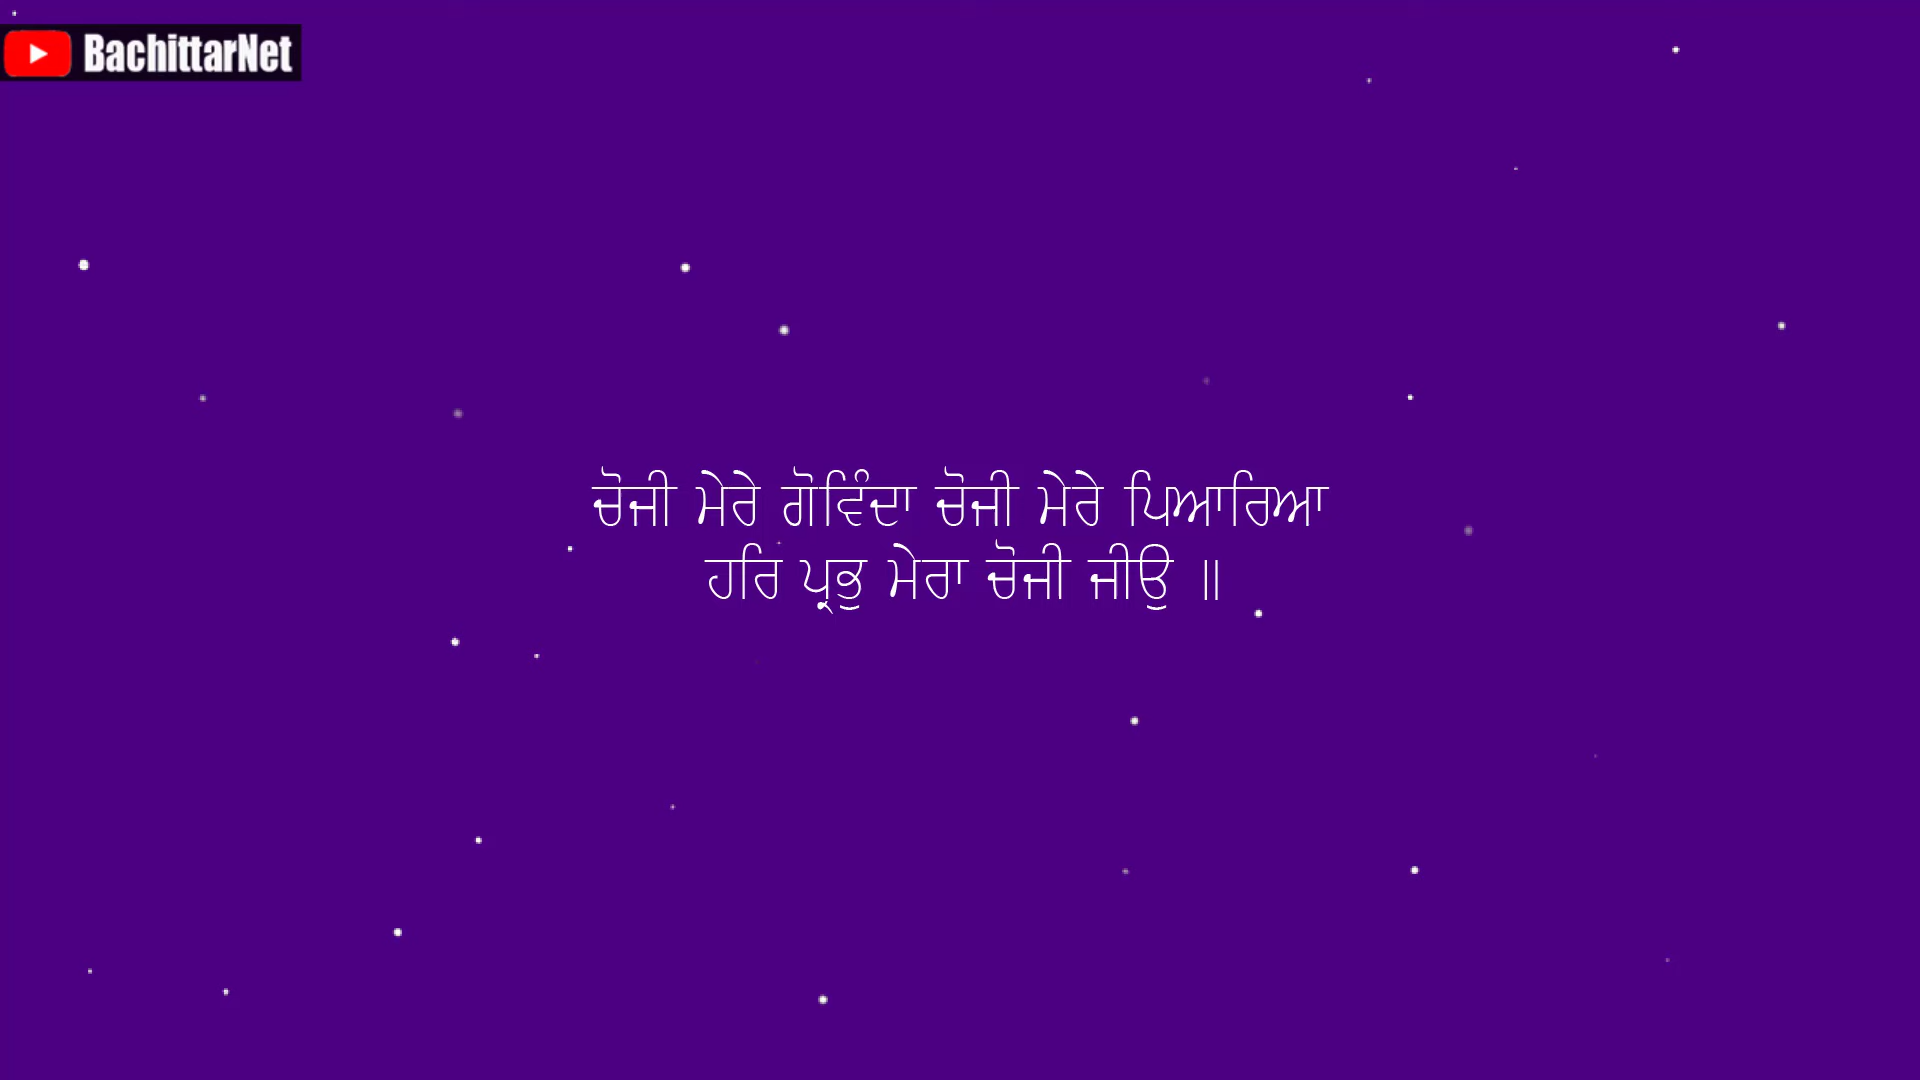 BachittarNet
ਚੋਜੀ ਮੇਰੇ ਗੋਵਿੰਦਾ ਚੋਜੀ ਮੇਰੇ ਪਿਆਰਿਆ
ਹਰਿ ਪ੍ਰਭੁ ਮੇਰਾ ਚੋਜੀ ਜੀਉ ॥